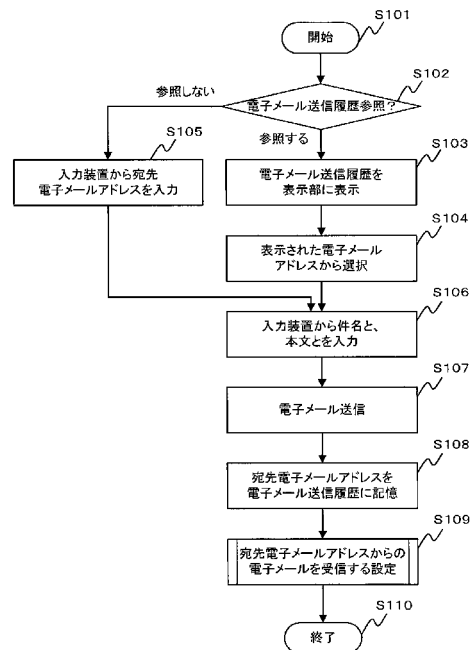 S101
開始
S102
電子メール送信履歴参照?
参照しない
参照する
S105
入力装置から宛先
電子メールアドレスを入力
S103
電子メール送信履歴を
表示部に表示
S104
表示された電子メール
アドレスから選択
S106
入力装置から件名と、
本文とを入力
S107
電子メール送信
S108
宛先電子メールアドレスを
電子メール送信履歴に記憶
S109
宛先電子メールアドレスからの
電子メールを受信する設定
S110
終了